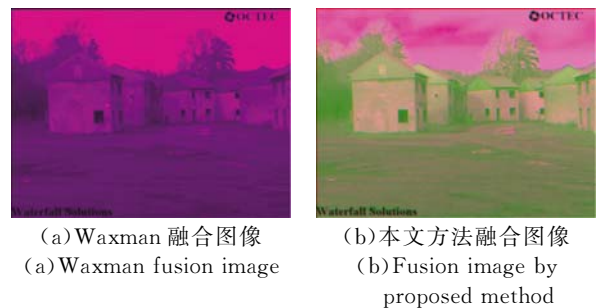 OCTEC
OCTEC
Waterfall Solutions
Waterfall Solutions
(a)Waxman 融合图像
(b)本文方法融合图像
(a)Waxman fusion image
(b)Fusion image by
proposed method